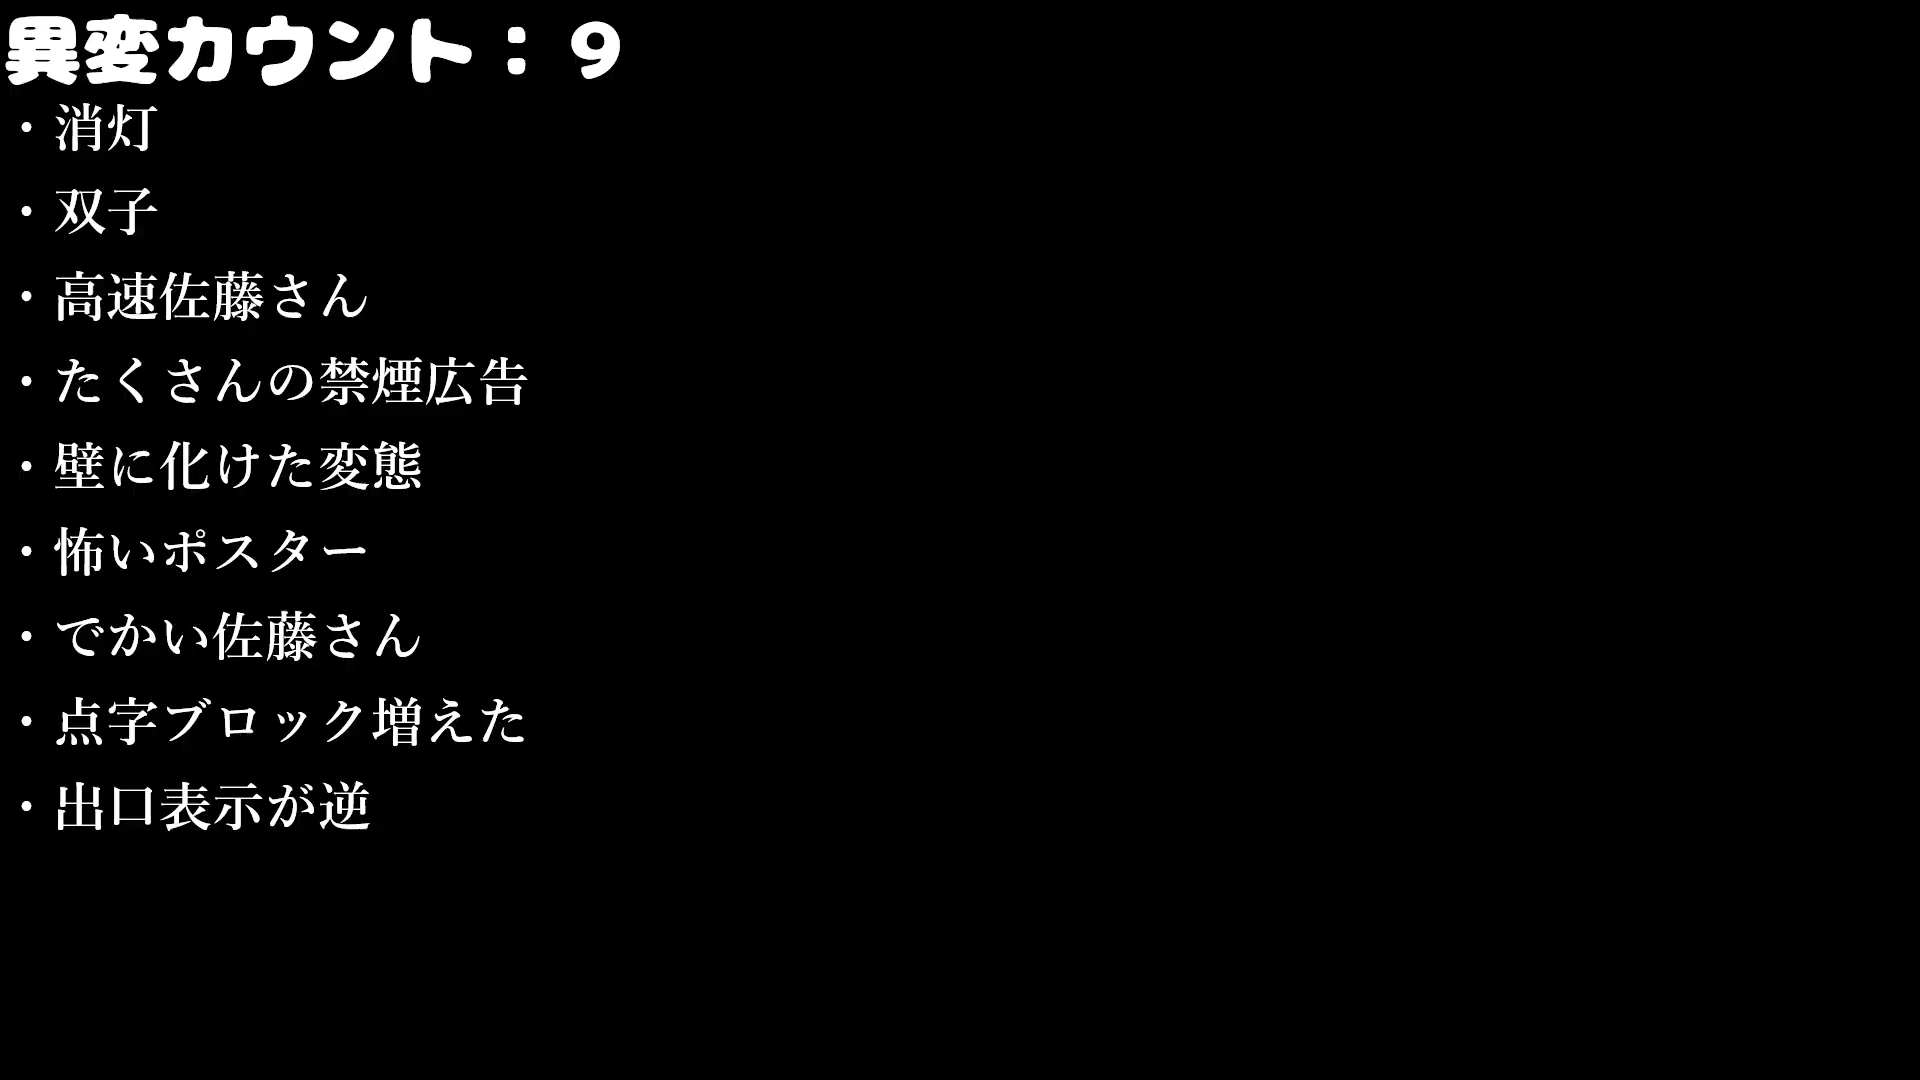 異変カウント：９
・消灯
・双子
・高速佐藤さん
・たくさんの禁煙広告
・壁に化けた変態
・怖いポスター
・でかい佐藤さん
・点字ブロック増えた
・出口表示が逆